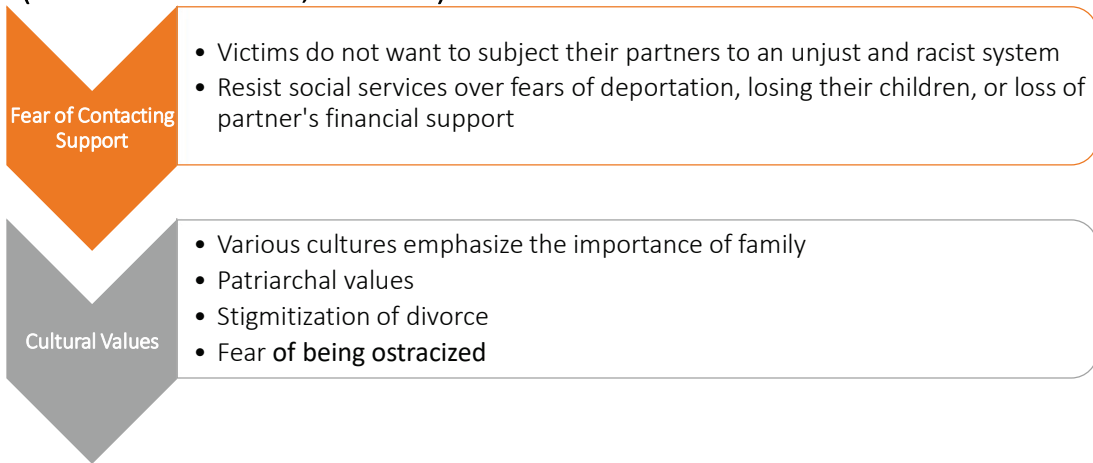 • Victims do not want to subject their partners to an unjust and racist system
• Resist social services over fears of deportation, losing their children, or loss of
partner's financial support
Fear of Contacting
Support
• Various cultures emphasize the importance of family
• Patriarchal values
• Stigmitization of divorce
• Fear of being ostracized
Cultural Values